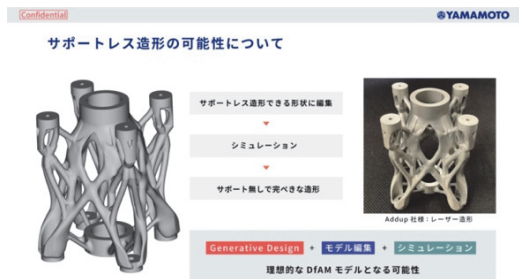 Confidential
YAMAMOTO
サポートレス造形の可能性について
サポートレス造形できる形状に編集
シミュレーション
サポート無しで完ぺきな造形
Addup 社様:レーザー造形
Generative Design + モデル編集 + シミュレーション
理想的な DfAM モデルとなる可能性